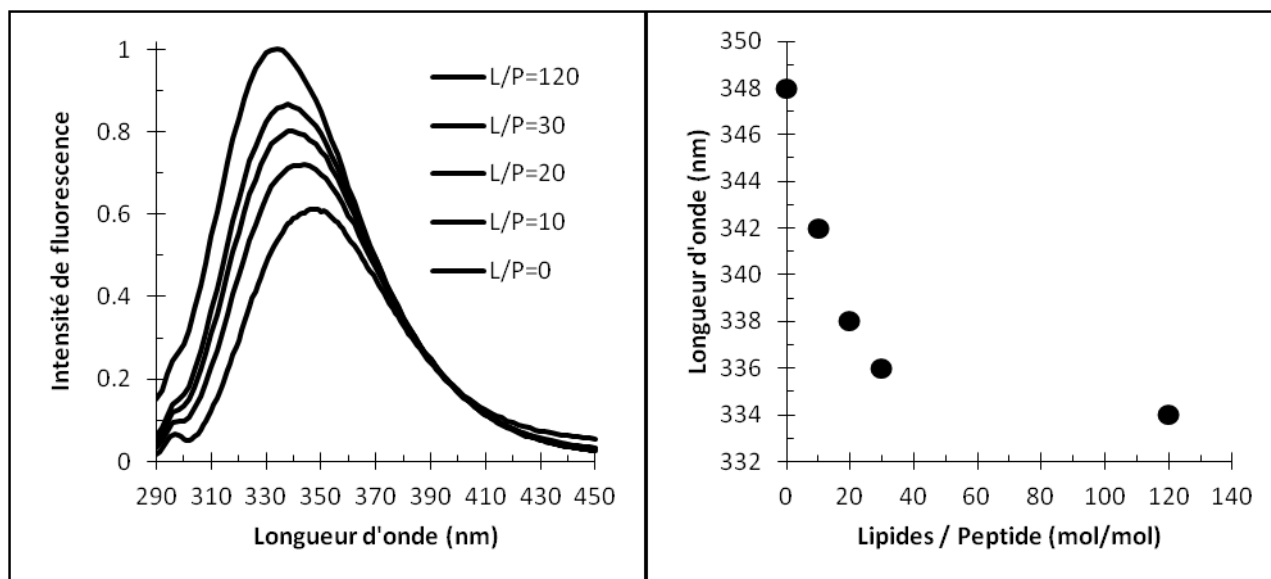 Intensité de fluorescence
1
0.8
0.6
0.4
0.2
0
290 310 330 350 370 390 410 430 450
Longueur d'onde (nm)
L/P=120
L/P=30
L/P=20
L/P=10
L/P=0
Longueur d'onde (nm)
350
348
346
344
342
340
338
336
334
332
0 20 40 60 80 100 120 140
Lipides / Peptide (mol/mol)